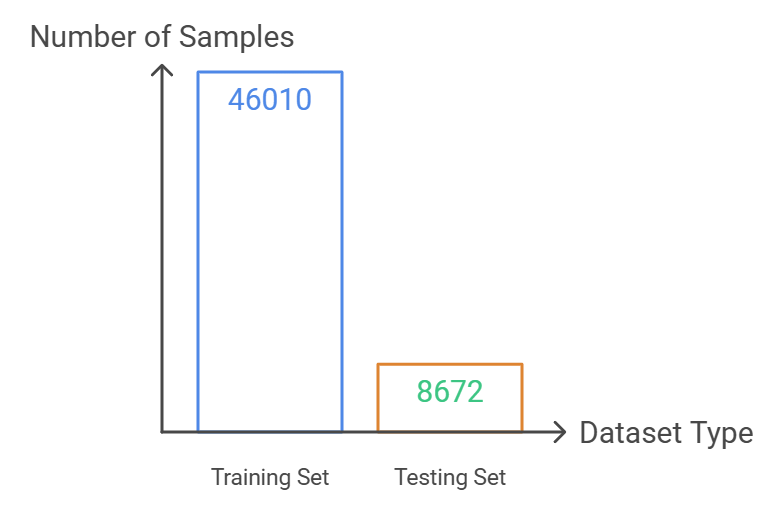 Number of Samples
46010
8672
Dataset Type
Training Set
Testing Set